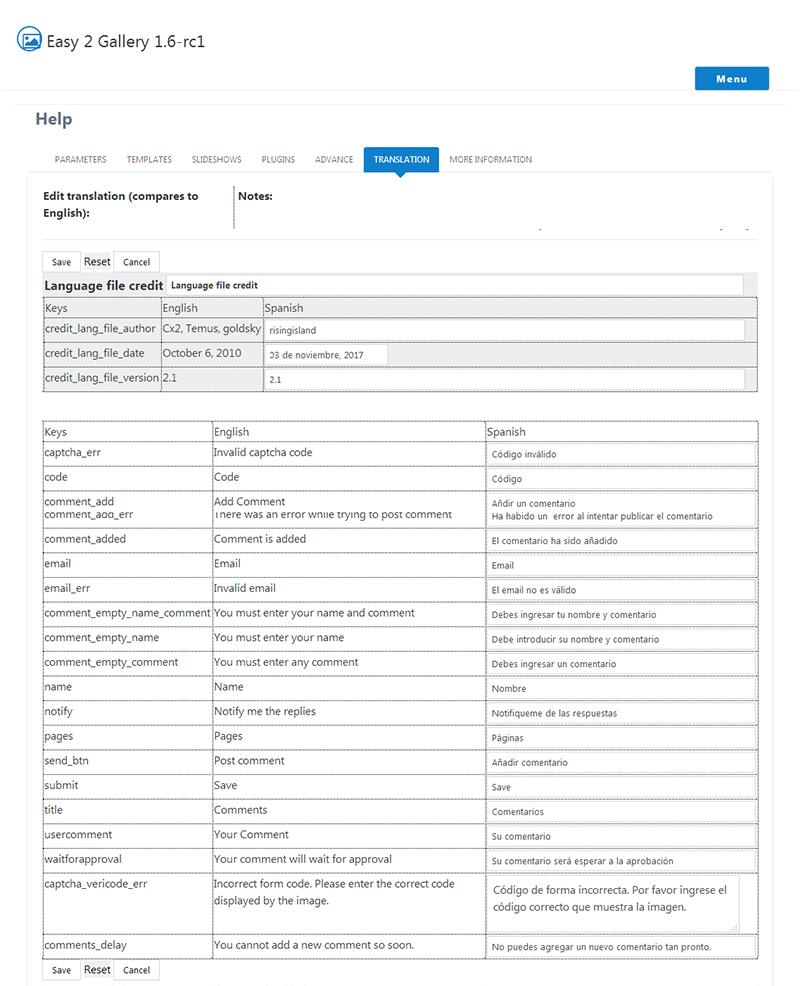 Easy 2 Gallery 1.6-rc1
Menu
Help
PARAMETERS TEMPLATES SLIDESHOWS PLUGINS ADVANCE TRANSLATION MORE INFORMATION
Edit translation (compares to
English):
Notes:
Save Reset Cancel
Language file credit Language file credit
Keys English Spanish
credit_lang_file_author Cx2, Temus, goldsky risingisland
credit_lang_file_date October 6, 2010 03 de noviembre, 2017
credit_lang_file_version 2.1 2.1
Keys English Spanish
captcha_err Invalid captcha code Código inválido
code Code Código
comment_add Add Comment Añdir un comentario
comment_add_err There was an error while trying to post comment Ha habido un error al intentar publicar el comentario
comment_added Comment is added El comentario ha sido añadido
email Email Email
email_err Invalid email El email no es válido
comment_empty_name_comment You must enter your name and comment Debes ingresar tu nombre y comentario
comment_empty_name You must enter your name Debe introducir su nombre y comentario
comment_empty_comment You must enter any comment Debes ingresar un comentario
name Name Nombre
notify Notify me the replies Notifiqueme de las respuestas
pages Pages Páginas
send_btn Post comment Añadir comentario
submit Save Save
title Comments Comentarios
usercomment Your Comment Su comentario
waitforapproval Your comment will wait for approval Su comentario será esperar a la aprobación
captcha_vericode_err Incorrect form code. Please enter the correct code Código de forma incorrecta. Por favor ingrese el
displayed by the image. código correcto que muestra la imagen.
comments_delay You cannot add a new comment so soon. No puedes agregar un nuevo comentario tan pronto.
Save Reset Cancel